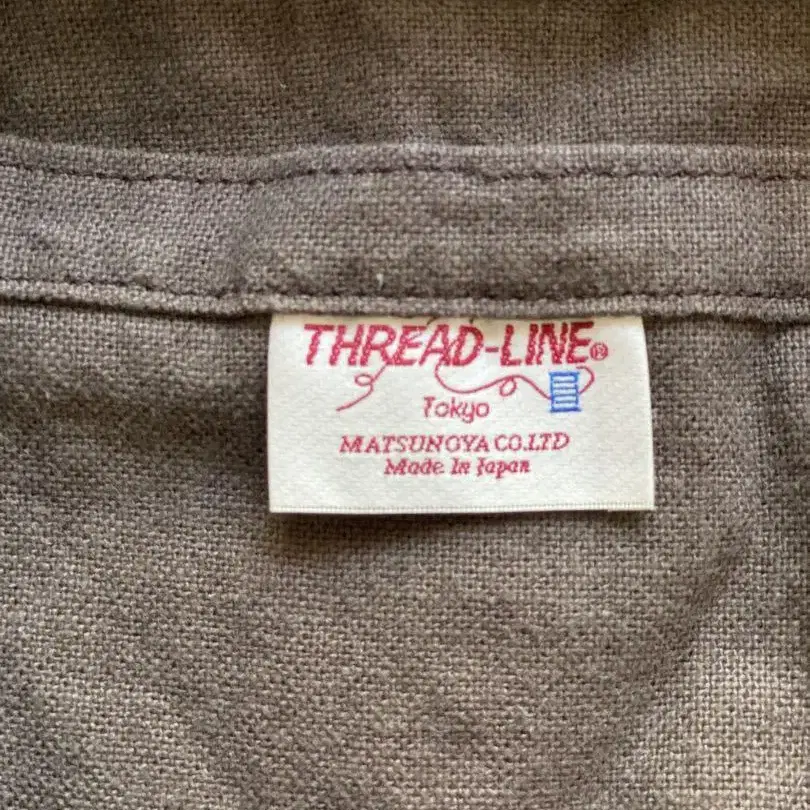 THREAD-LINE®
Tokyo
MATSUNOYA CO.LTD
Made In Japan